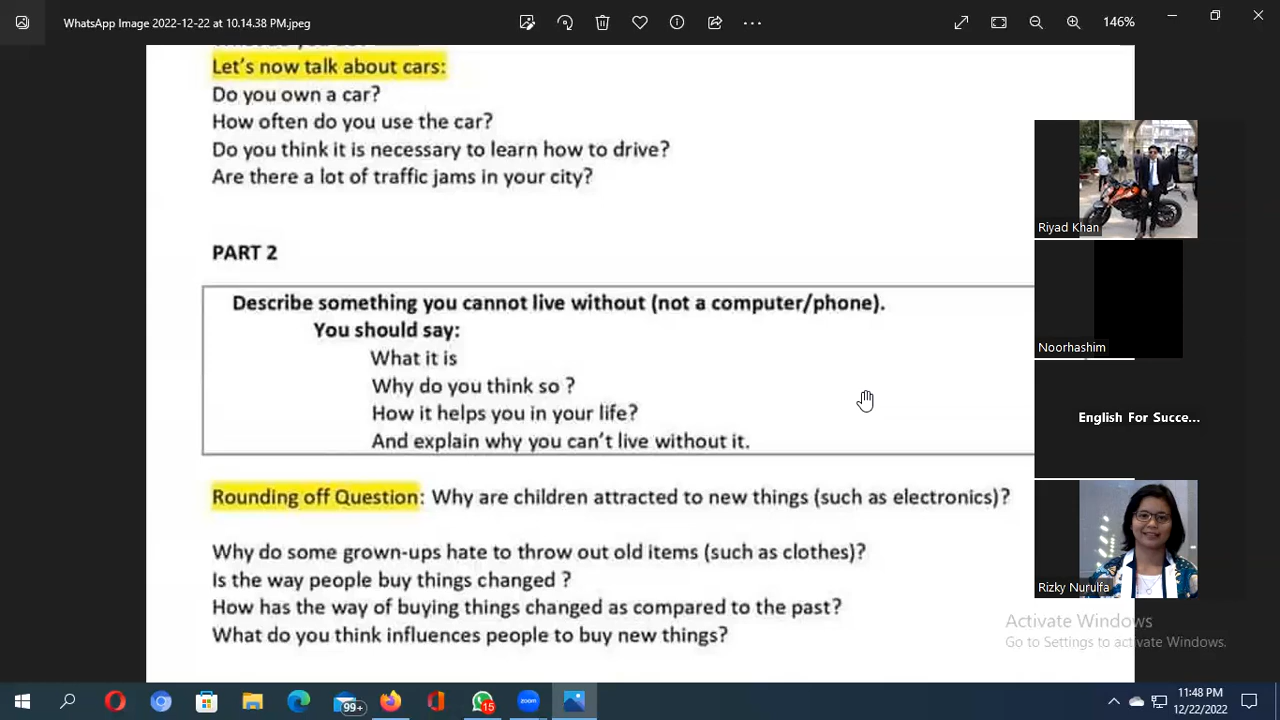 WhatsApp Image 2022-12-22 at 10.14.38 PM.jpeg
146%
Let's now talk about cars:
Do you own a car?
How often do you use the car?
Do you think it is necessary to learn how to drive?
Are there a lot of traffic jams in your city?
PART 2
Describe something you cannot live without (not a computer/phone).
You should say:
What it is
Why do you think so ?
How it helps you in your life?
And explain why you can't live without it.
Rounding off Question: Why are children attracted to new things (such as electronics)?
Why do some grown-ups hate to throw out old items (such as clothes)?
Is the way people buy things changed ?
How has the way of buying things changed as compared to the past?
What do you think influences people to buy new things?
Riyad Khan
Noorhashim
English For Succe...
Rizky Nurulfa
Activate Windows
Go to Settings to activate Windows.
99+
15
zoom
11:48 PM
12/22/2022